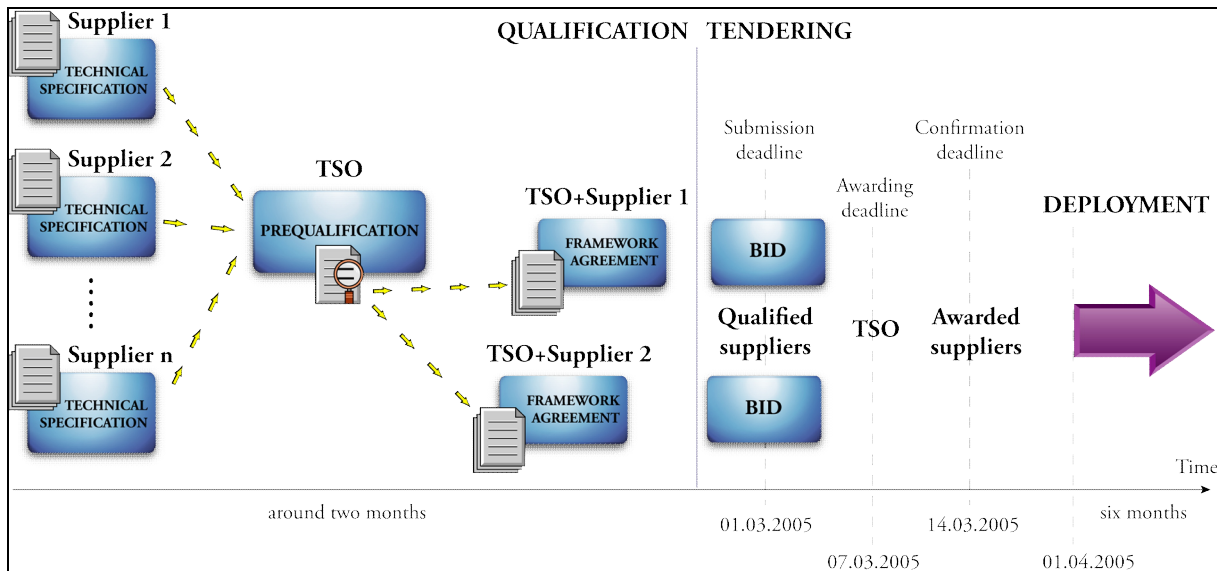 Supplier 1
TECHNICAL
SPECIFICATION
Supplier 2
TECHNICAL
SPECIFICATION
Supplier n
TECHNICAL
SPECIFICATION
TSO
PREQUALIFICATION
QUALIFICATION
TSO+Supplier 1
FRAMEWORK
AGREEMENT
TSO+Supplier 2
FRAMEWORK
AGREEMENT
TENDERING
Submission
deadline
BID
Qualified
suppliers
BID
Awarding
deadline
TSO
Confirmation
deadline
Awarded
suppliers
DEPLOYMENT
Time
around two months
01.03.2005
07.03.2005
14.03.2005
01.04.2005
six months